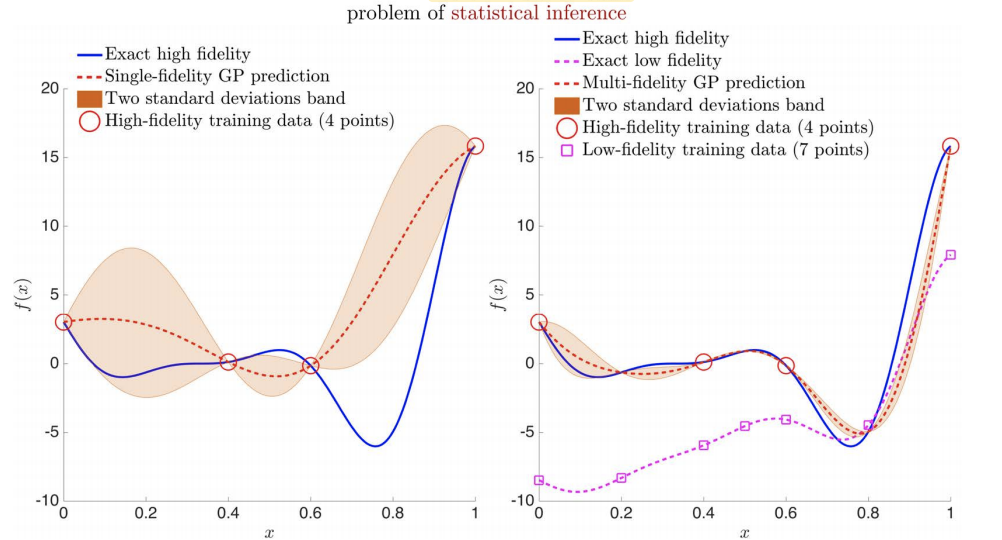 problem of statistical inference
Exact high fidelity
Single-fidelity GP prediction
Two standard deviations band
High-fidelity training data (4 points)
20
15
10
5
0
-5
-10
f(x)
0
0.2
0.4
0.6
0.8
1
x
Exact high fidelity
Exact low fidelity
Multi-fidelity GP prediction
Two standard deviations band
High-fidelity training data (4 points)
Low-fidelity training data (7 points)
20
15
10
5
0
-5
-10
f(x)
0
0.2
0.4
0.6
0.8
1
x